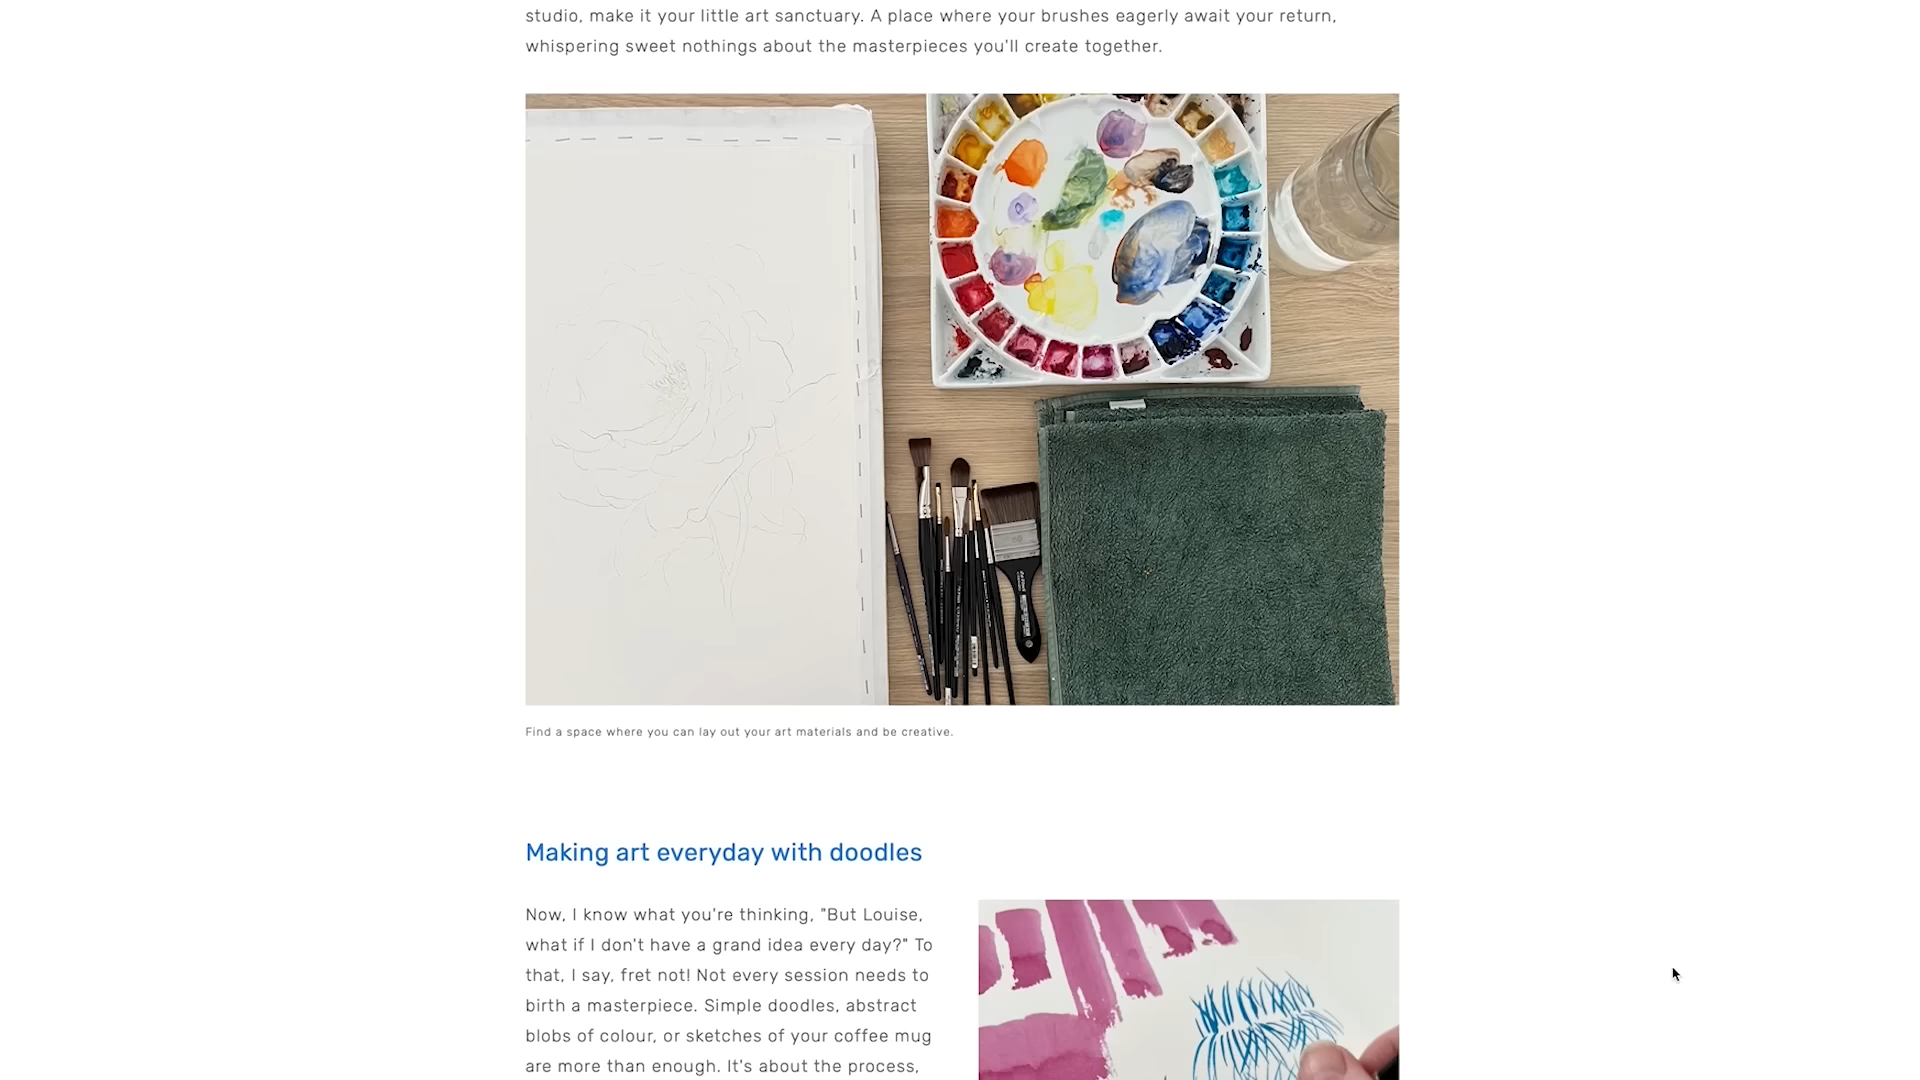 studio, make it your little art sanctuary. A place where your brushes eagerly await your return,
whispering sweet nothings about the masterpieces you'll create together.
Find a space where you can lay out your art materials and be creative.
Making art everyday with doodles
Now, I know what you're thinking, "But Louise,
what if I don't have a grand idea every day?" To
that, I say, fret not! Not every session needs to
birth a masterpiece. Simple doodles, abstract
blobs of colour, or sketches of your coffee mug
are more than enough. It's about the process,